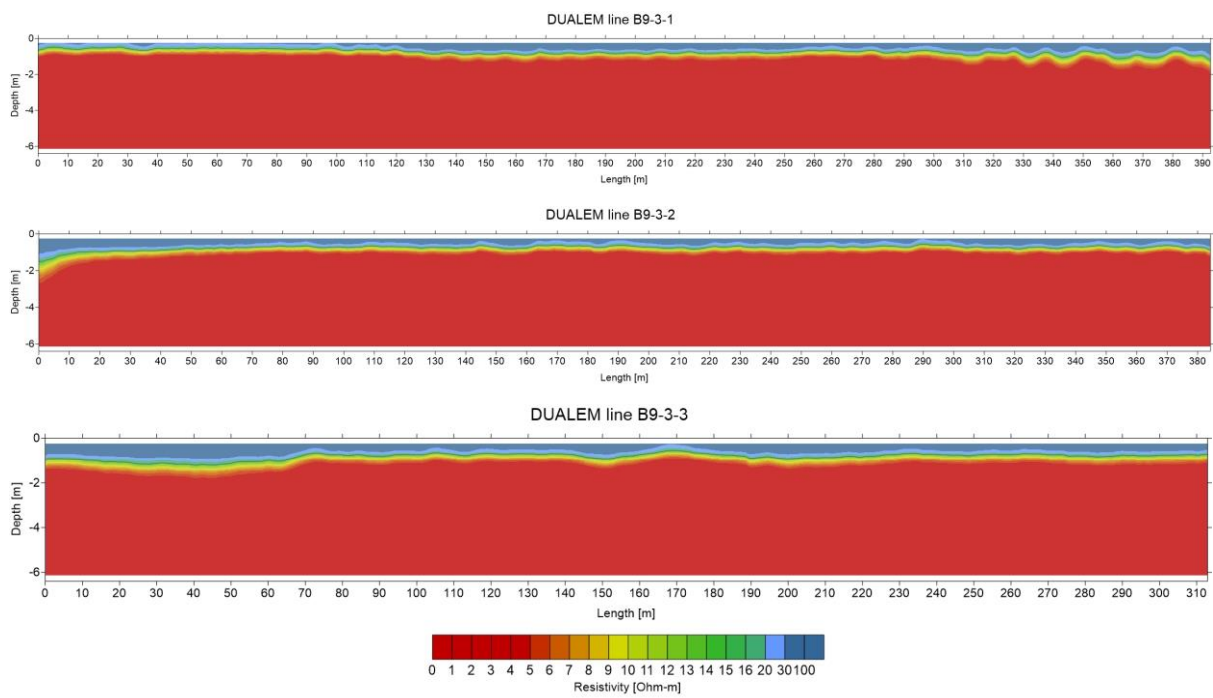 DUALEM line B9-3-1
0
-2
-4
-6
Depth [m]
0 10 20 30 40 50 60 70 80 90 100 110 120 130 140 150 160 170 180 190 200 210 220 230 240 250 260 270 280 290 300 310 320 330 340 350 360 370 380 390
Length [m]
DUALEM line B9-3-2
0
-2
-4
-6
Depth [m]
0 10 20 30 40 50 60 70 80 90 100 110 120 130 140 150 160 170 180 190 200 210 220 230 240 250 260 270 280 290 300 310 320 330 340 350 360 370 380
Length [m]
DUALEM line B9-3-3
0
-2
-4
-6
Depth [m]
0 10 20 30 40 50 60 70 80 90 100 110 120 130 140 150 160 170 180 190 200 210 220 230 240 250 260 270 280 290 300 310
Length [m]
0 1 2 3 4 5 6 7 8 9 10 11 12 13 14 15 16 20 30 100
Resistivity [Ohm-m]